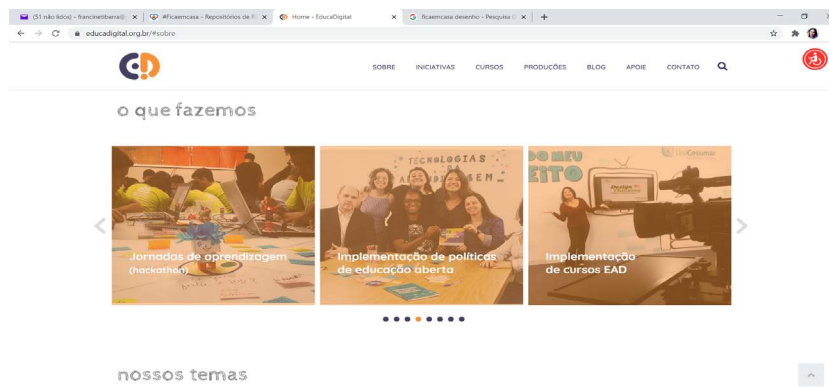 (51 não lidos) - francinetibarra@
#Ficaemcasa - Repositórios de R
Home - EducaDigital
ficaemcasa desenho - Pesquisa
educadigital.org.br/#sobre
SOBRE INICIATIVAS CURSOS PRODUÇÕES BLOG APOIE CONTATO
o que fazemos
TECNOLOGIAS
Jornadas de aprendizagem
(hackathon)
Implementação de políticas
de educação aberta
Implementação
de cursos EAD
nossos temas